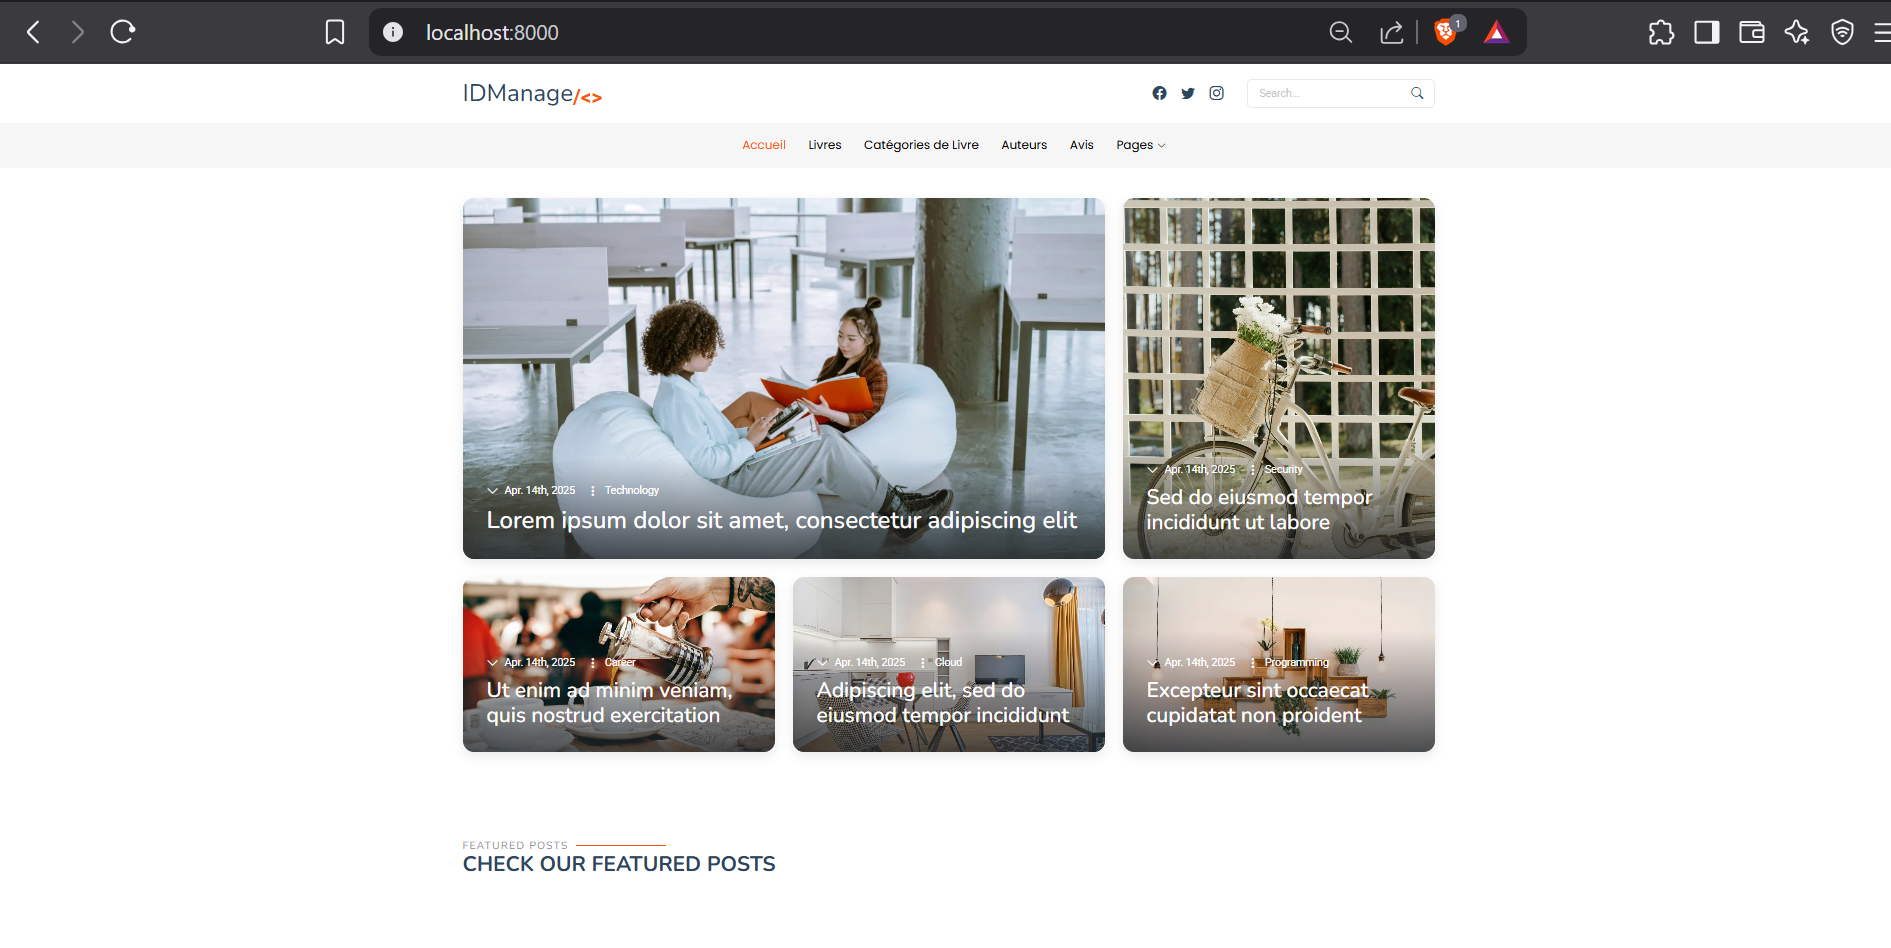 localhost:8000
1
IDManage/<>
Search...
Accueil Livres Catégories de Livre Auteurs Avis Pages
Apr. 14th, 2025 Technology
Lorem ipsum dolor sit amet, consectetur adipiscing elit
Apr. 14th, 2025 Security
Sed do eiusmod tempor
incididunt ut labore
Apr. 14th, 2025 Career
Ut enim ad minim veniam,
quis nostrud exercitation
Apr. 14th, 2025 Cloud
Adipiscing elit, sed do
eiusmod tempor incididunt
Apr. 14th, 2025 Programming
Excepteur sint occaecat
cupidatat non proident
FEATURED POSTS
CHECK OUR FEATURED POSTS